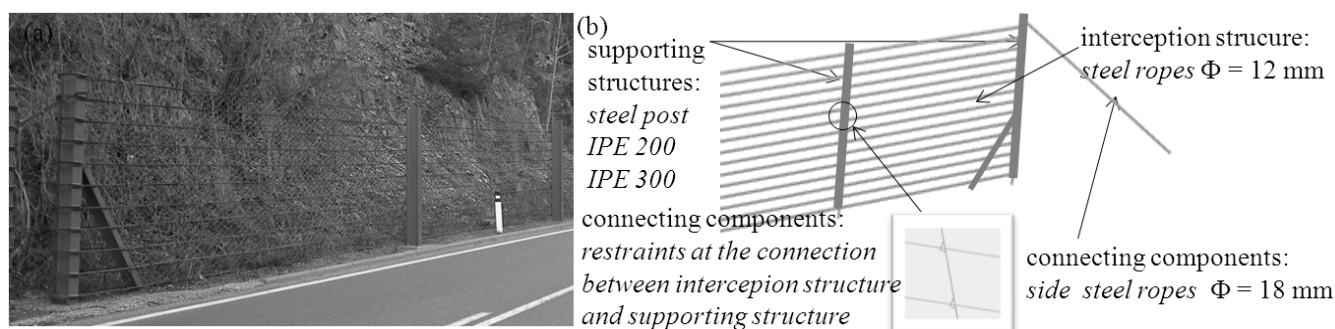 (a)
(b)
supporting
structures:
steel post
IPE 200
IPE 300
connecting components:
restraints at the connection
between intercepion structure
and supporting structure
interception strucure:
steel ropes Φ = 12 mm
connecting components:
side steel ropes Φ = 18 mm